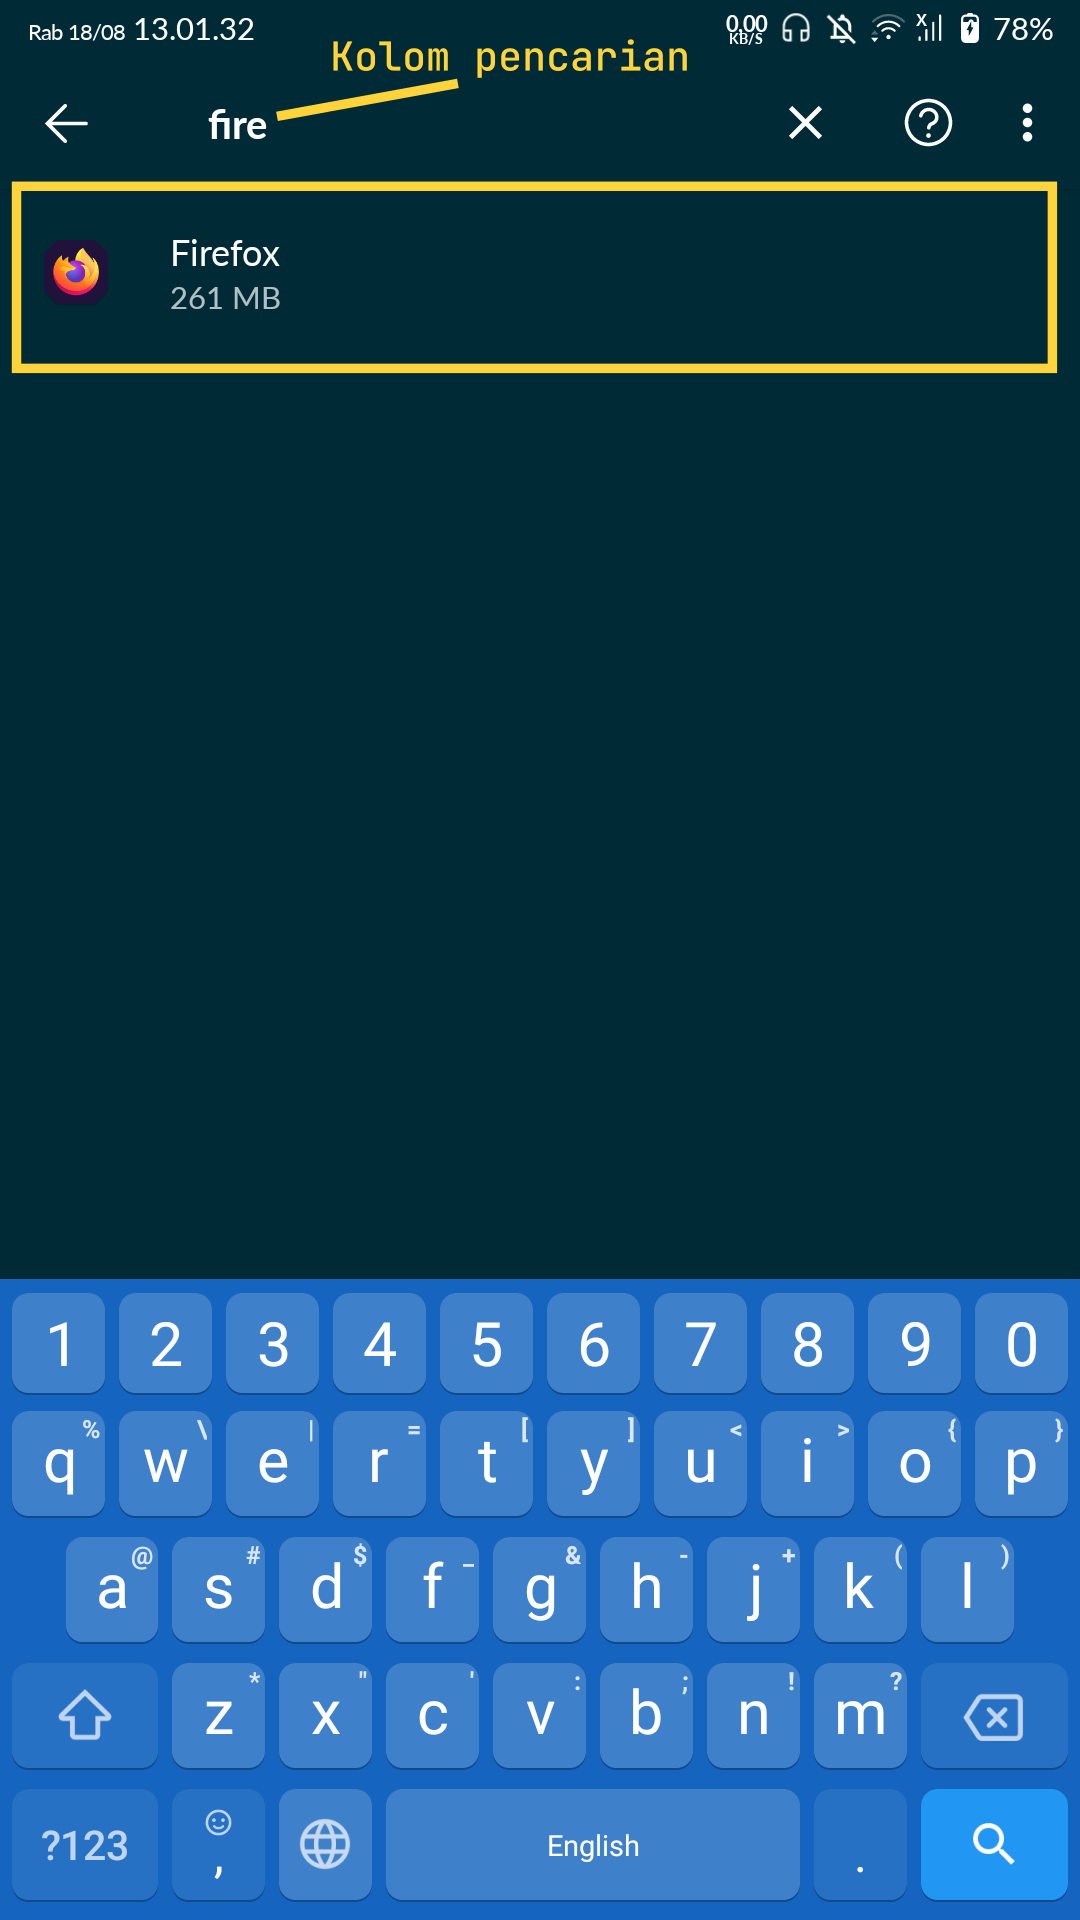 Rab 18/08 13.01.32 0,00 KB/S X 78%
Kolom pencarian
fire
Firefox
261 MB
1 2 3 4 5 6 7 8 9 0
% \ | = [ ] < > { }
q w e r t y u i o p
@ # $ _ & - + ( )
a s d f g h j k l
* " ' : ; ! ?
z x c v b n m
?123 , English .